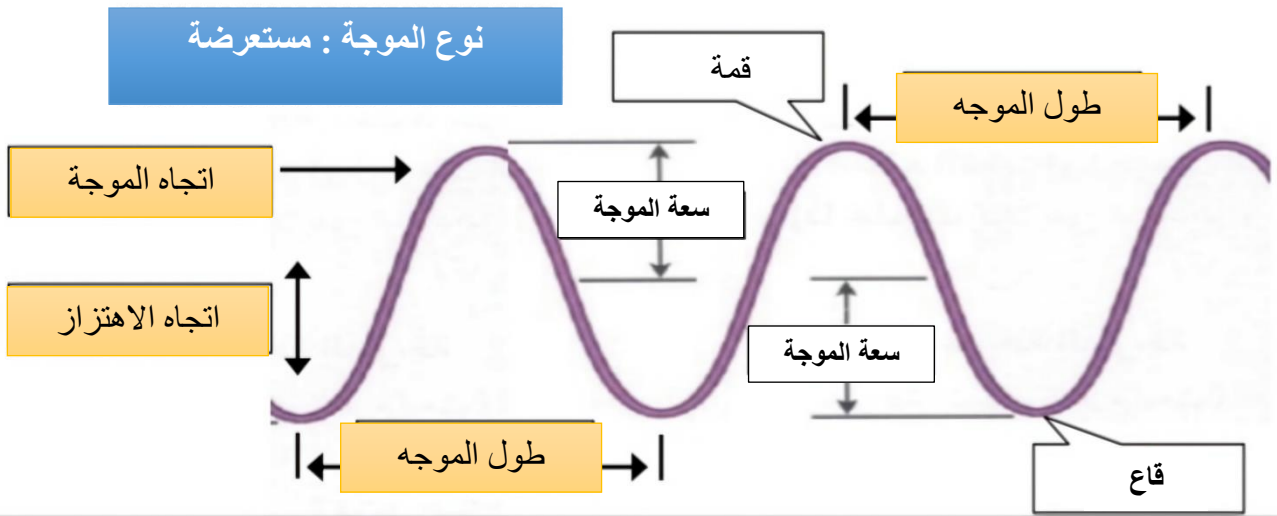 نوع الموجة : مستعرضة
قمة
طول الموجه
اتجاه الموجة
سعة الموجة
اتجاه الاهتزاز
سعة الموجة
طول الموجه
قاع